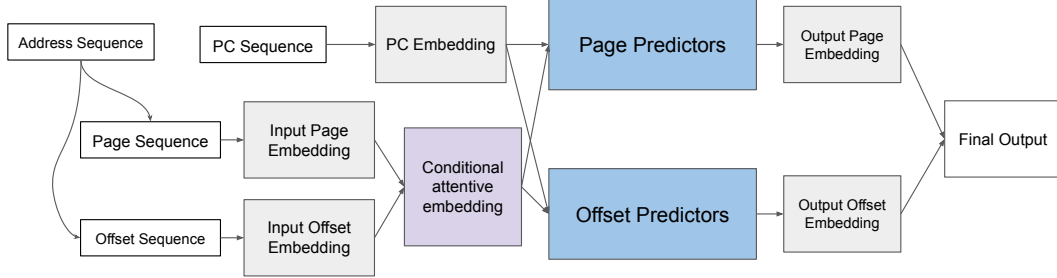 Address Sequence
PC Sequence
PC Embedding
Page Predictors
Output Page
Embedding
Page Sequence
Input Page
Embedding
Conditional
attentive
embedding
Final Output
Offset Sequence
Input Offset
Embedding
Offset Predictors
Output Offset
Embedding